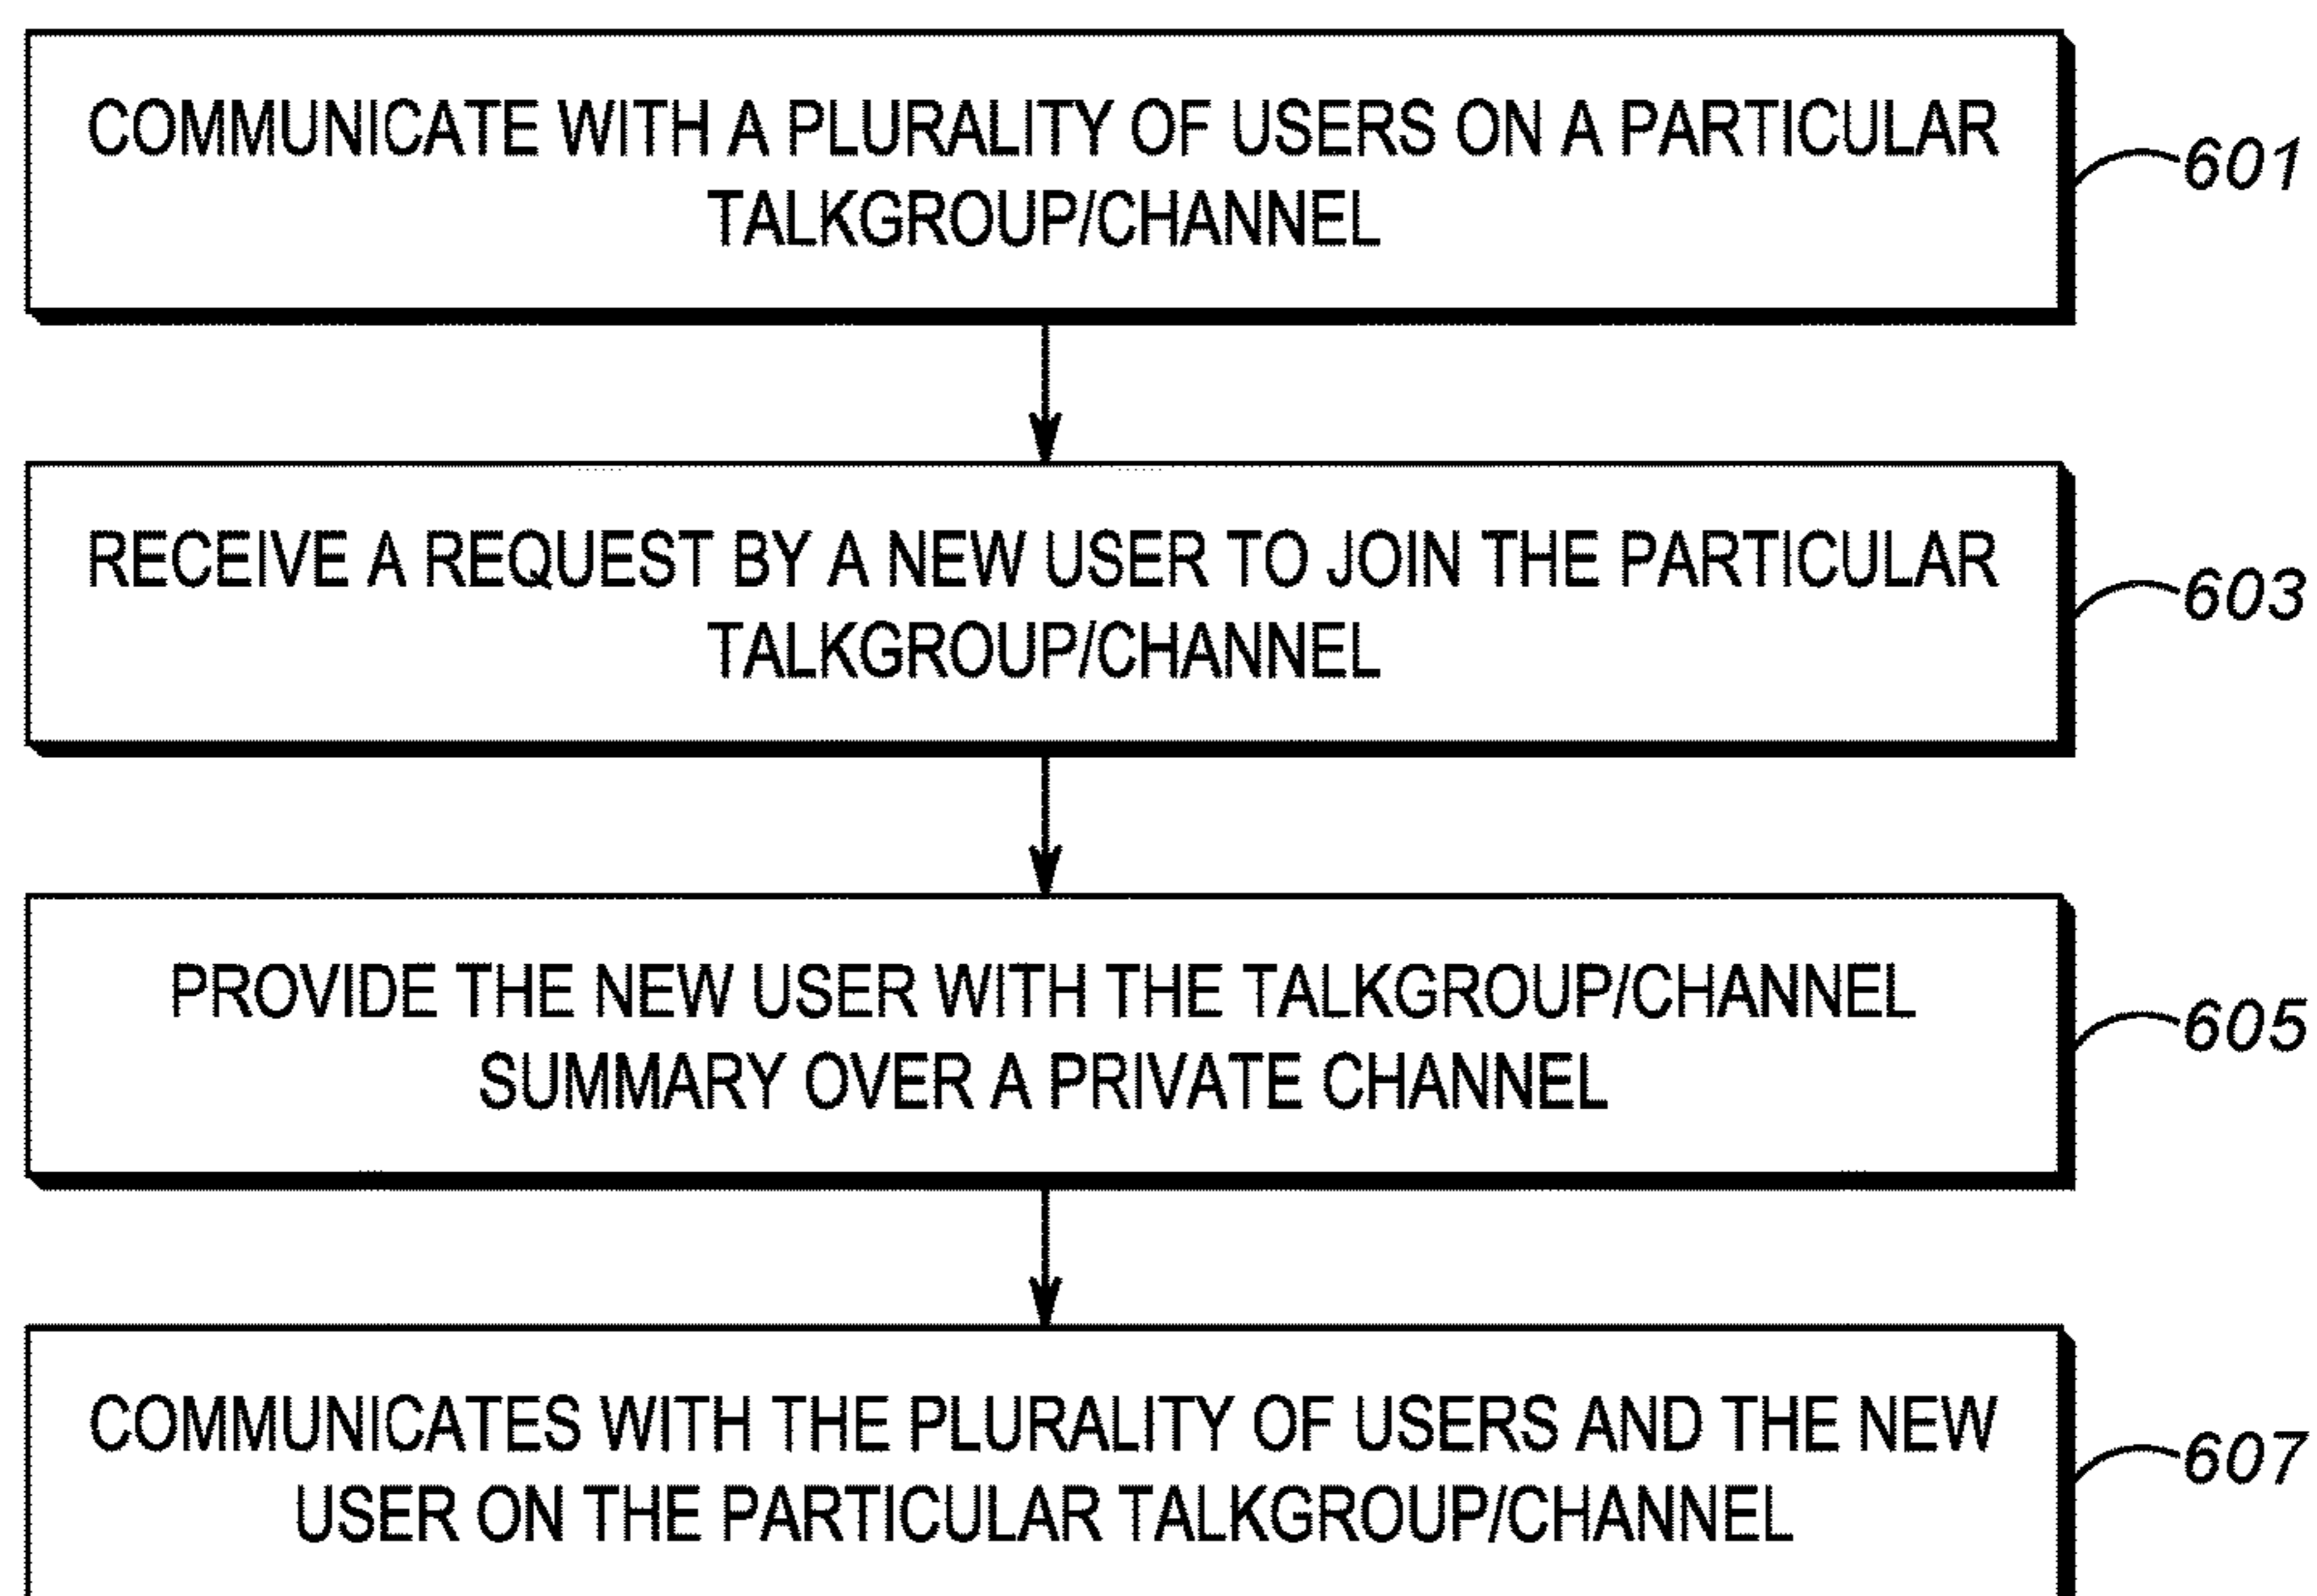 COMMUNICATE WITH A PLURALITY OF USERS ON A PARTICULAR
TALKGROUP/CHANNEL
601
RECEIVE A REQUEST BY A NEW USER TO JOIN THE PARTICULAR
TALKGROUP/CHANNEL
603
PROVIDE THE NEW USER WITH THE TALKGROUP/CHANNEL
SUMMARY OVER A PRIVATE CHANNEL
605
COMMUNICATES WITH THE PLURALITY OF USERS AND THE NEW
USER ON THE PARTICULAR TALKGROUP/CHANNEL
607